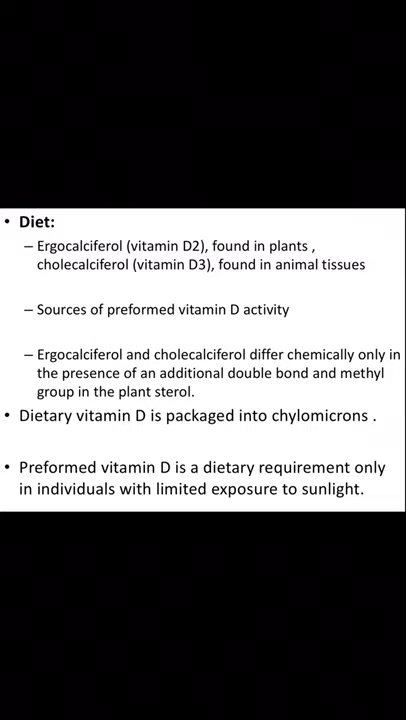 • Diet:
– Ergocalciferol (vitamin D2), found in plants ,
cholecalciferol (vitamin D3), found in animal tissues
– Sources of preformed vitamin D activity
– Ergocalciferol and cholecalciferol differ chemically only in
the presence of an additional double bond and methyl
group in the plant sterol.
• Dietary vitamin D is packaged into chylomicrons .
• Preformed vitamin D is a dietary requirement only
in individuals with limited exposure to sunlight.